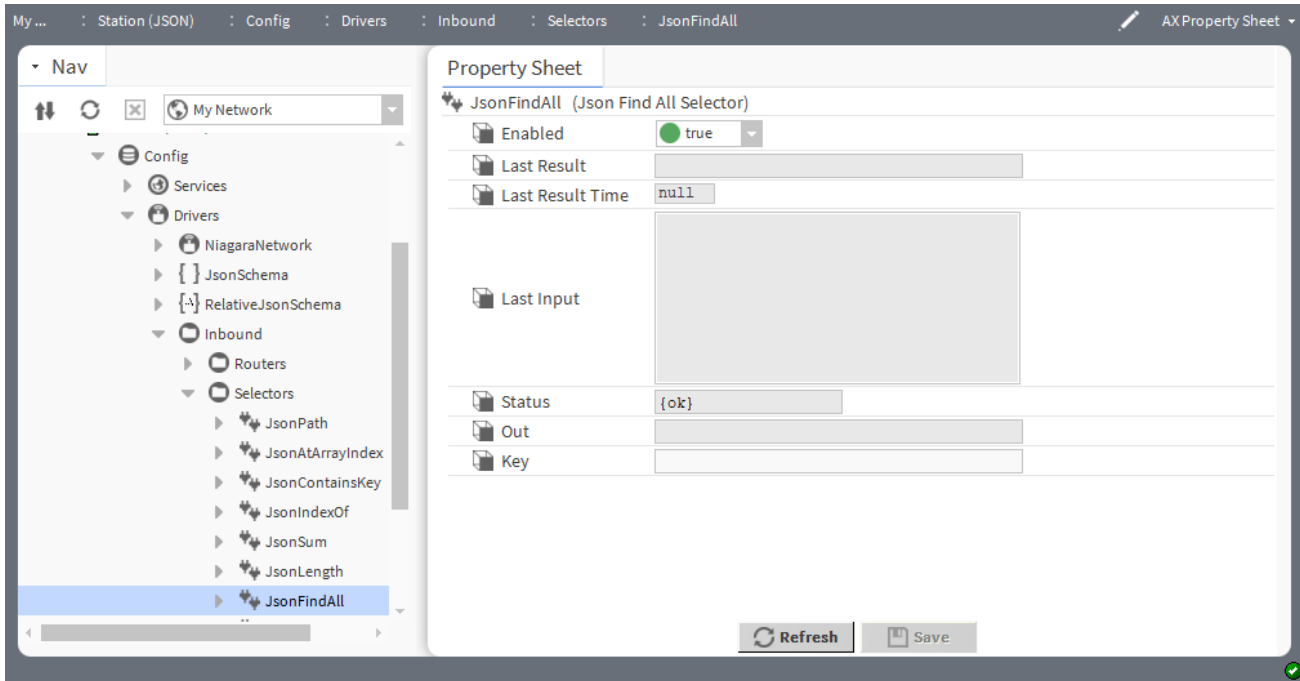 My ... : Station (JSON) : Config : Drivers : Inbound : Selectors : JsonFindAll AX Property Sheet
Nav
My Network
Config
Services
Drivers
NiagaraNetwork
{ } JsonSchema
RelativeJsonSchema
Inbound
Routers
Selectors
JsonPath
JsonAtArrayIndex
JsonContainsKey
JsonIndexOf
JsonSum
JsonLength
JsonFindAll
Property Sheet
JsonFindAll (Json Find All Selector)
Enabled true
Last Result
Last Result Time null
Last Input
Status {ok}
Out
Key
Refresh Save